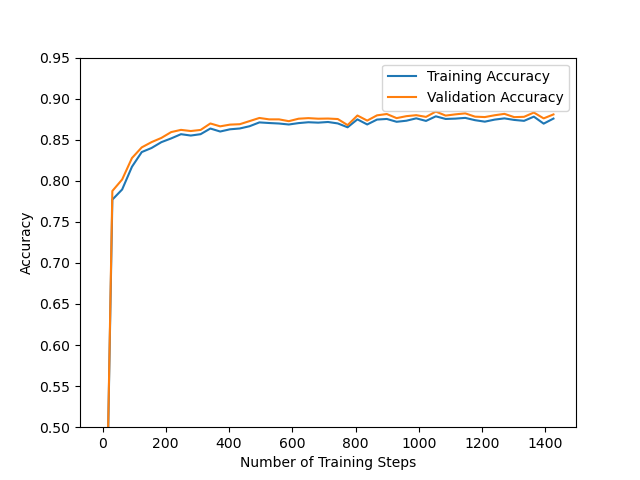 Training Accuracy
Validation Accuracy
0.95
0.90
0.85
0.80
0.75
0.70
0.65
0.60
0.55
0.50
Accuracy
0 200 400 600 800 1000 1200 1400
Number of Training Steps